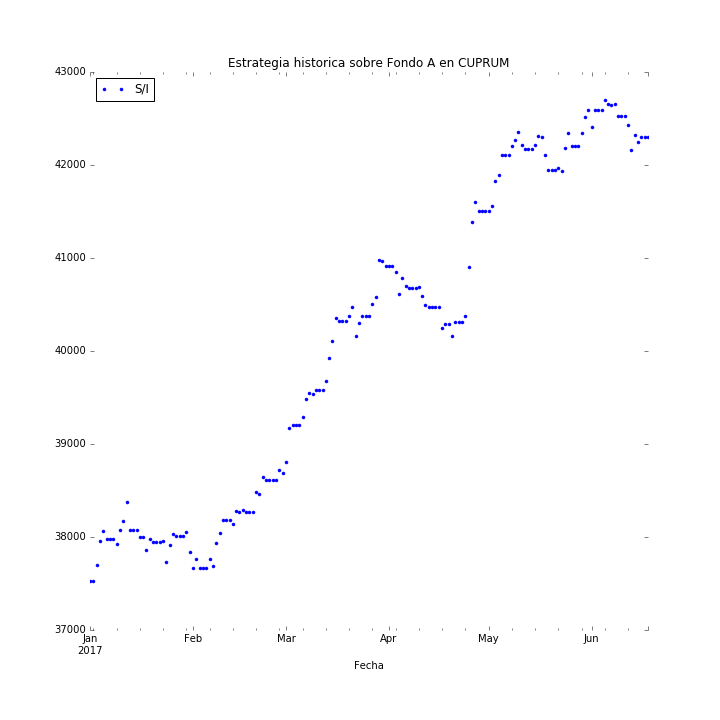 Estrategia historica sobre Fondo A en CUPRUM
43000
S/I
42000
41000
40000
39000
38000
37000
Jan Feb Mar Apr May Jun
2017
Fecha